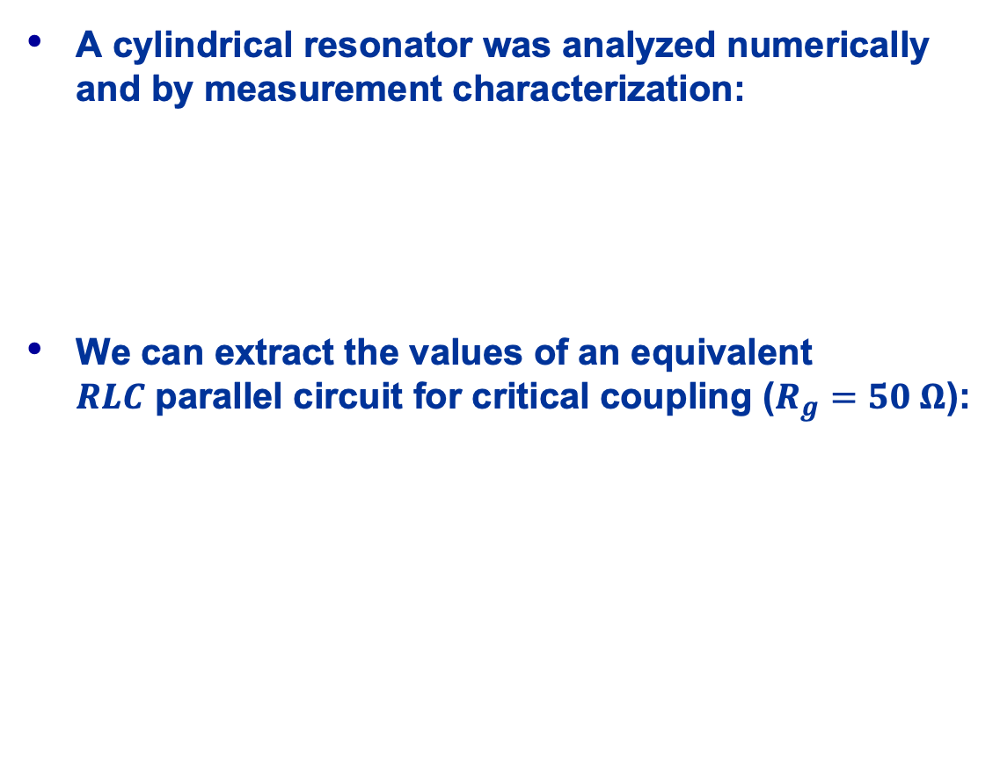 • A cylindrical resonator was analyzed numerically
and by measurement characterization:
• We can extract the values of an equivalent
RLC parallel circuit for critical coupling (R_g = 50 Ω):